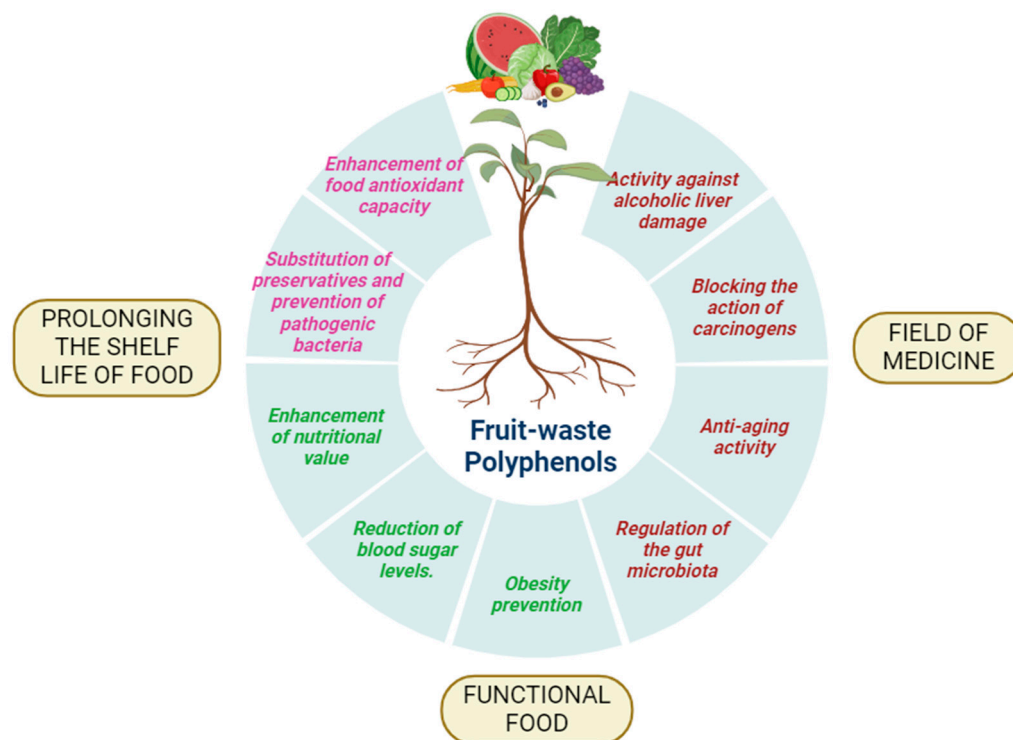 Enhancement of
food antioxidant
capacity
Substitution of
preservatives and
prevention of
pathogenic
bacteria
Enhancement
of nutritional
value
Reduction of
blood sugar
levels.
Obesity
prevention
Regulation of
the gut
microbiota
Anti-aging
activity
Blocking the
action of
carcinogens
Activity against
alcoholic liver
damage
Fruit-waste
Polyphenols
PROLONGING
THE SHELF
LIFE OF FOOD
FUNCTIONAL
FOOD
FIELD OF
MEDICINE